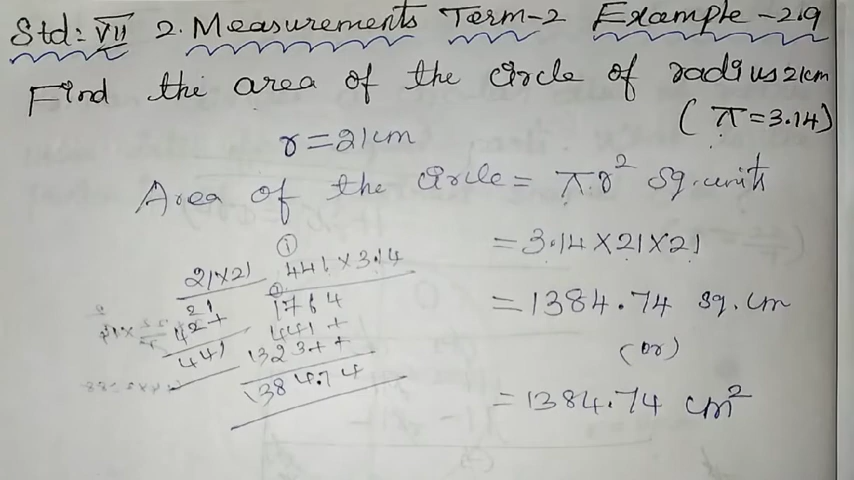 Std: VII 2. Measurements Term-2 Example -2.9
Find the area of the circle of radius 21cm
(π=3.14)
r=21cm
Area of the circle = π.r² sq.units
=3.14×21×21
=1384.74 sq.cm
(or)
=1384.74 cm²
21×21
21
42+
441
①
441×3.14
1764
441+
1323++
1384.74